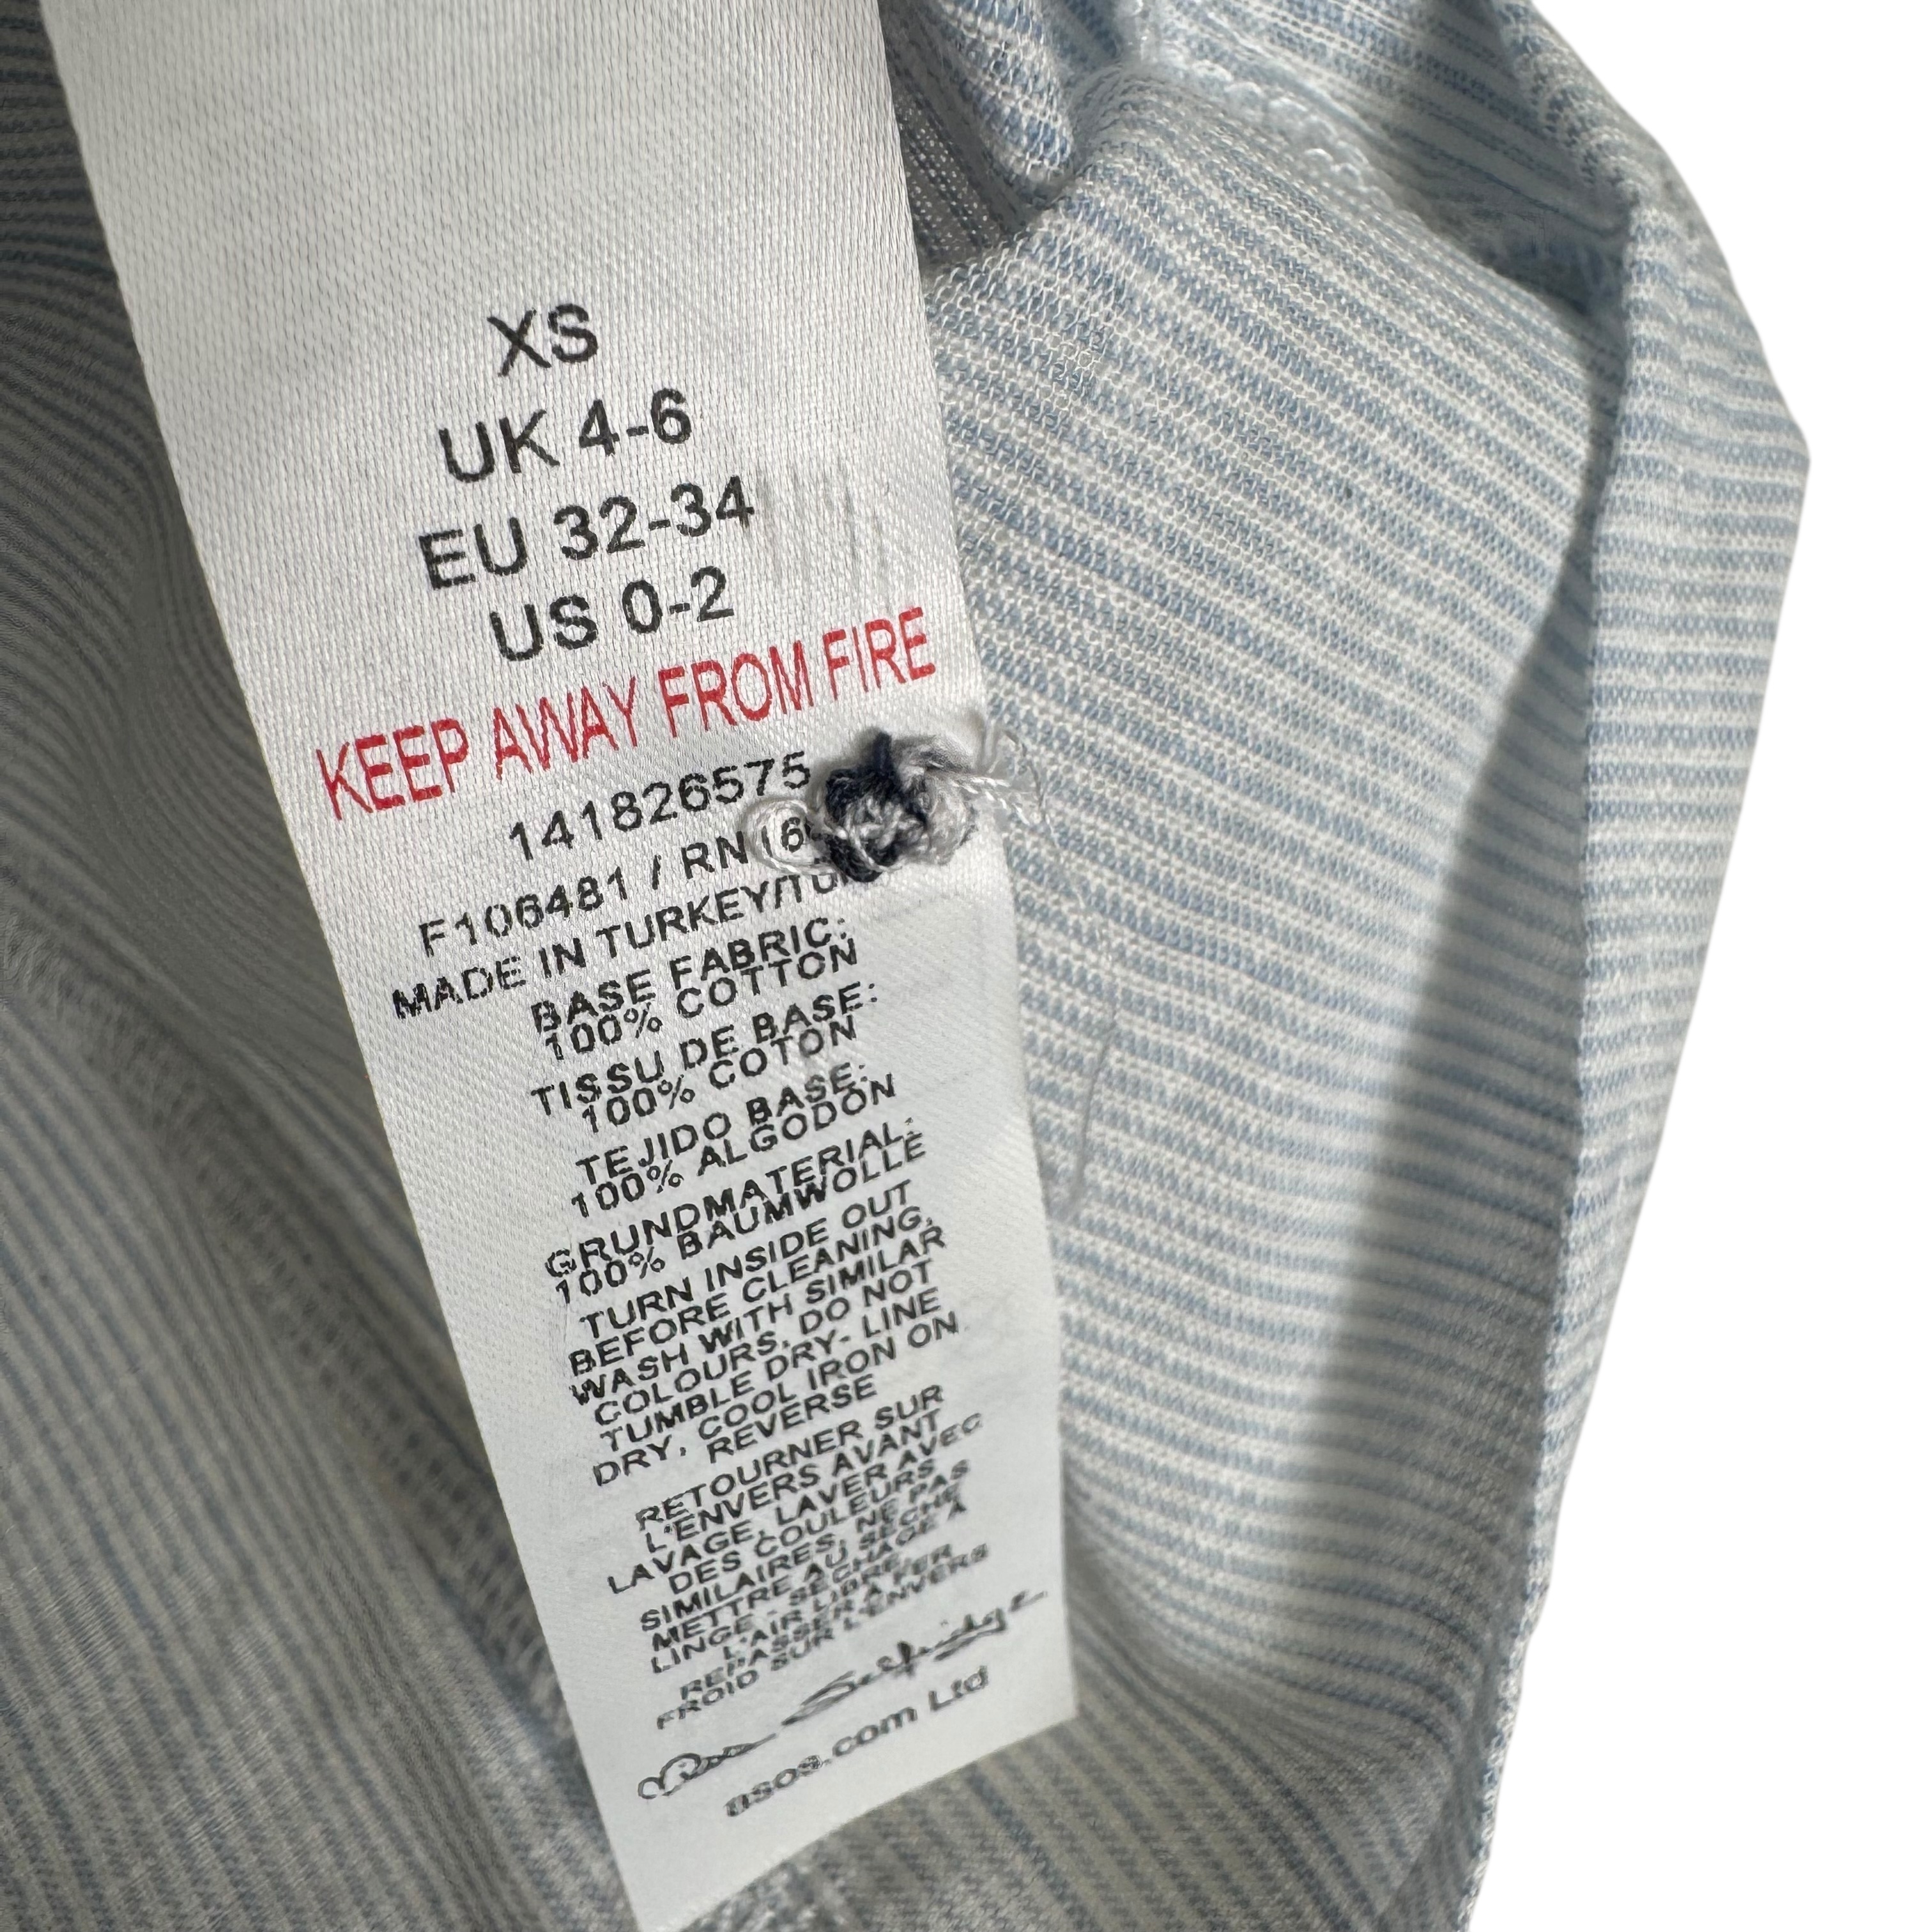 XS
UK 4-6
EU 32-34
US 0-2
KEEP AWAY FROM FIRE
141826575
F106481 / RN
MADE IN TURKEY/
BASE FABRIC:
100% COTTON
TISSU DE BASE:
100% COTON
TEJIDO BASE:
100% ALGODÓN
GRUNDMATERIAL:
100% BAUMWOLLE
TURN INSIDE OUT
BEFORE CLEANING,
WASH WITH SIMILAR
COLOURS, DO NOT
TUMBLE DRY- LINE
DRY, COOL IRON ON
REVERSE
RETOURNER SUR
L'ENVERS AVANT
LAVAGE, LAVER AVEC
DES COULEURS
SIMILAIRES, NE PAS
METTRE AU SÈCHE
LINGE - SÉCHAGE À
L'AIR LIBRE,
REPASSER À FER
FROID SUR L'ENVERS
asos.com Ltd